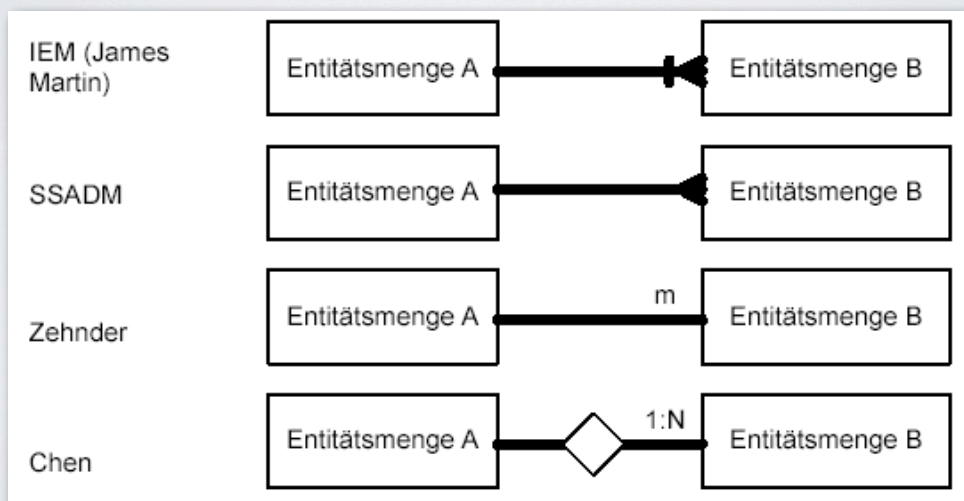 IEM (James
Martin)
Entitätsmenge A
Entitätsmenge B
SSADM
Entitätsmenge A
Entitätsmenge B
Zehnder
Entitätsmenge A
m
Entitätsmenge B
Chen
Entitätsmenge A
1:N
Entitätsmenge B